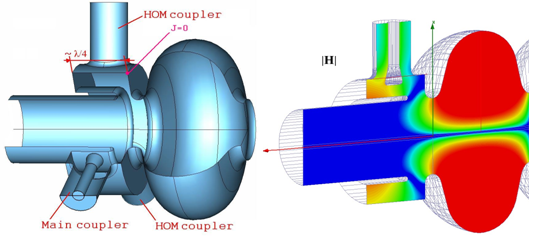 HOM coupler
J=0
~ λ/4
Main coupler
HOM coupler
|H|